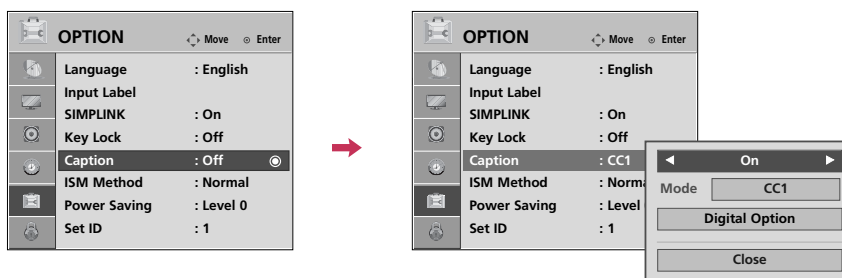 OPTION Move Enter
Language : English
Input Label
SIMPLINK : On
Key Lock : Off
Caption : Off
ISM Method : Normal
Power Saving : Level 0
Set ID : 1
OPTION Move Enter
Language : English
Input Label
SIMPLINK : On
Key Lock : Off
Caption : CC1
ISM Method : Norma
Power Saving : Level
Set ID : 1
On
Mode CC1
Digital Option
Close